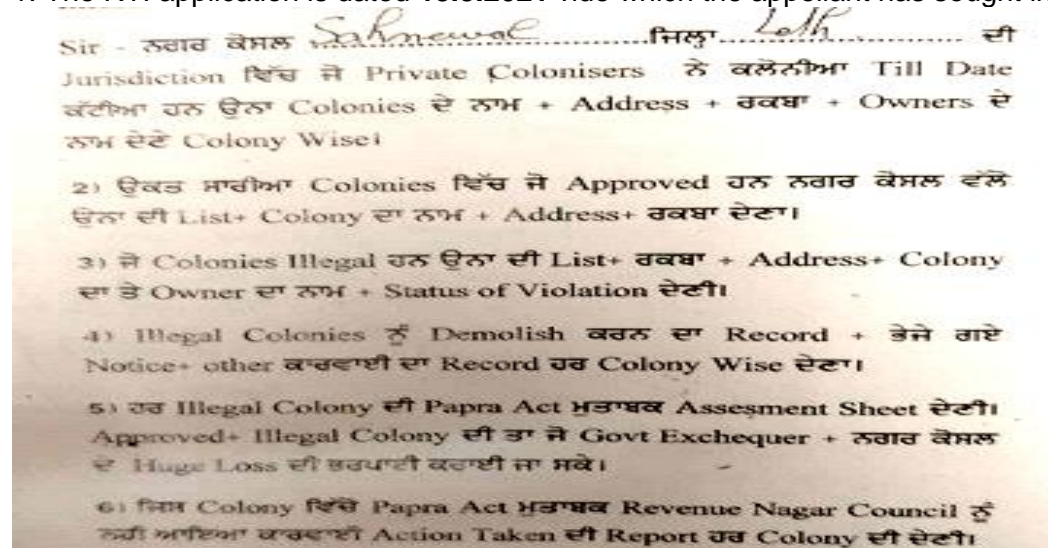 Sir - ਨਗਰ ਕੋਸਲ Sahnewal ਜਿਲ੍ਹਾ Ldh ਦੀ
Jurisdiction ਵਿੱਚ ਜੋ Private Colonisers ਨੇ ਕਲੋਨੀਆ Till Date
ਕੱਟੀਆ ਹਨ ਉਨਾ Colonies ਦੇ ਨਾਮ + Address + ਰਕਬਾ + Owners ਦੇ
ਨਾਮ ਦੇਣੇ Colony Wise।
2) ਉਕਤ ਸਾਰੀਆ Colonies ਵਿੱਚ ਜੋ Approved ਹਨ ਨਗਰ ਕੋਸਲ ਵੱਲੋ
ਉਨਾ ਦੀ List+ Colony ਦਾ ਨਾਮ + Address+ ਰਕਬਾ ਦੇਣਾ।
3) ਜੋ Colonies Illegal ਹਨ ਉਨਾ ਦੀ List+ ਰਕਬਾ + Address+ Colony
ਦਾ ਤੇ Owner ਦਾ ਨਾਮ + Status of Violation ਦੇਣੀ।
4) Illegal Colonies ਨੂੰ Demolish ਕਰਨ ਦਾ Record + ਭੇਜੇ ਗਏ
Notice+ other ਕਾਰਵਾਈ ਦਾ Record ਹਰ Colony Wise ਦੇਣਾ।
5) ਹਰ Illegal Colony ਦੀ Papra Act ਮੁਤਾਬਕ Assesment Sheet ਦੇਣੀ।
Approved+ Illegal Colony ਦੀ ਤਾ ਜੋ Govt Exchequer + ਨਗਰ ਕੋਸਲ
ਦੇ Huge Loss ਦੀ ਭਰਪਾਈ ਕਰਾਈ ਜਾ ਸਕੇ।
6) ਜਿਸ Colony ਵਿੱਚੋ Papra Act ਮੁਤਾਬਕ Revenue Nagar Council ਨੂੰ
ਨਹੀ ਆਇਆ ਕਾਰਵਾਈ Action Taken ਦੀ Report ਹਰ Colony ਦੀ ਦੇਣੀ।